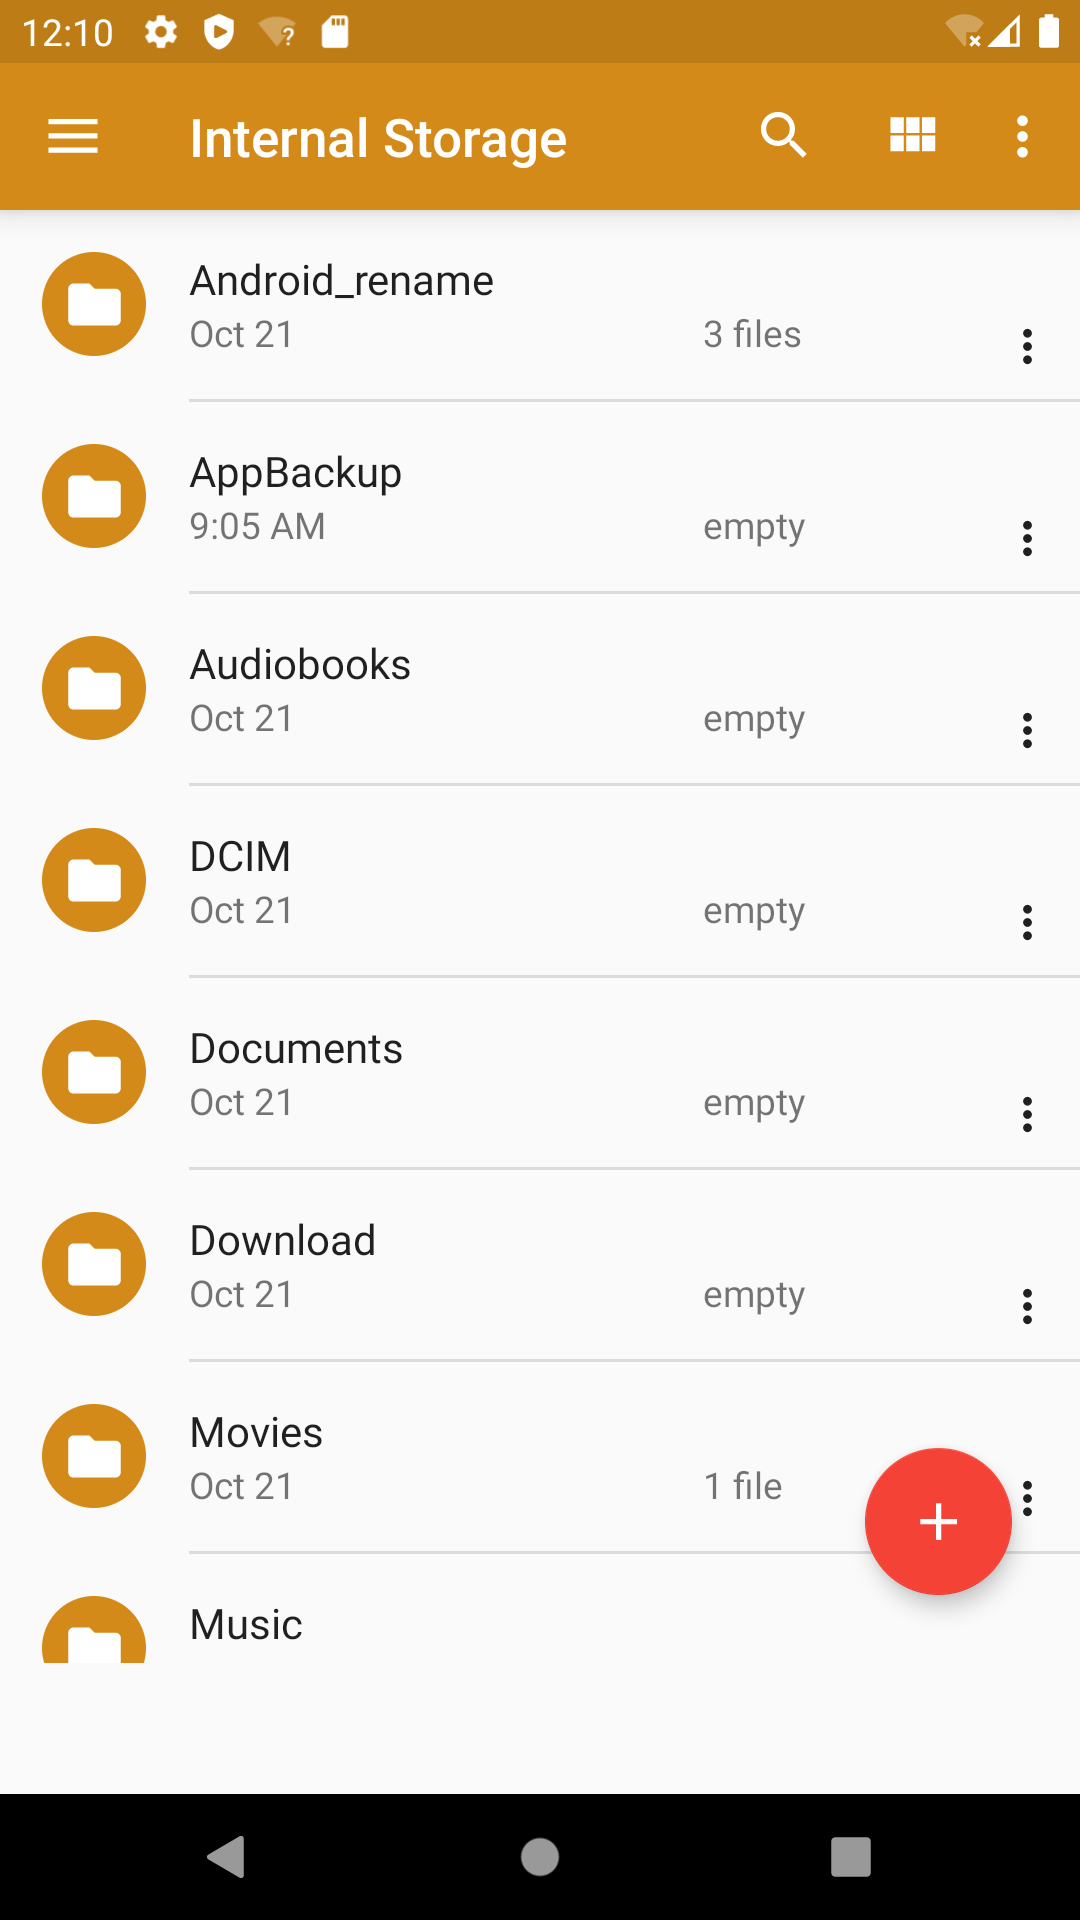 12:10
Internal Storage
Android_rename
Oct 21
3 files
AppBackup
9:05 AM
empty
Audiobooks
Oct 21
empty
DCIM
Oct 21
empty
Documents
Oct 21
empty
Download
Oct 21
empty
Movies
Oct 21
1 file
Music